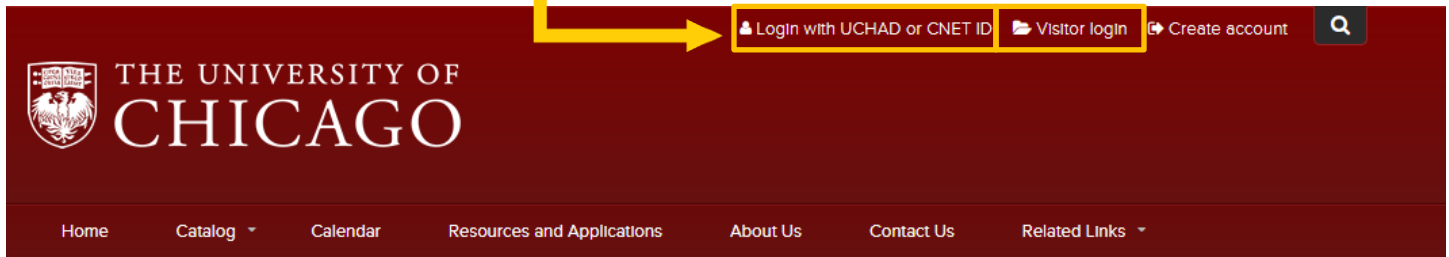 Login with UCHAD or CNET ID Visitor login Create account
THE UNIVERSITY OF
CHICAGO
Home Catalog Calendar Resources and Applications About Us Contact Us Related Links